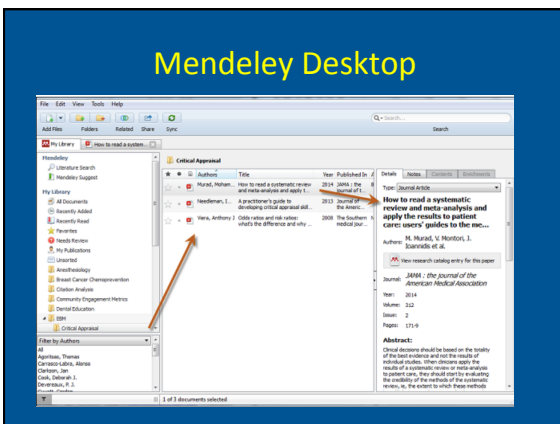 Mendeley Desktop
File Edit View Tools Help
Add Files Folders Related Share Sync
Search...
Search
My Library
How to read a system...
Mendeley
Literature Search
Mendeley Suggest
My Library
All Documents
Recently Added
Recently Read
Favorites
Needs Review
My Publications
Unsorted
Anesthesiology
Breast Cancer Chemoprevention
Citation Analysis
Community Engagement Metrics
Dental Education
EBM
Critical Appraisal
Filter by Authors
All
Agoritsas, Thomas
Carrasco-Labra, Alonso
Clarkson, Jan
Cook, Deborah J.
Devereaux, P. J.
Critical Appraisal
Authors Title Year Published In
Murad, Moham... How to read a systematic review and meta-analysis and apply t... 2014 JAMA : the journal of t...
Needleman, I... A practitioner's guide to developing critical appraisal skil... 2013 Journal of the Americ...
Vera, Anthony J Odds ratios and risk ratios: what's the difference and why ... 2008 The Southern medical jour...
Details Notes Contents Enrichments
Type: Journal Article
How to read a systematic
review and meta-analysis and
apply the results to patient
care: users' guides to the me...
Authors: M. Murad, V. Montori, J.
Ioannidis et al.
View research catalog entry for this paper
Journal: JAMA : the journal of the
American Medical Association
Year: 2014
Volume: 312
Issue: 2
Pages: 171-9
Abstract:
Clinical decisions should be based on the totality
of the best evidence and not the results of
individual studies. When clinicians apply the
results of a systematic review or meta-analysis
to patient care, they should start by evaluating
the credibility of the methods of the systematic
review, ie, the extent to which these methods
1 of 3 documents selected